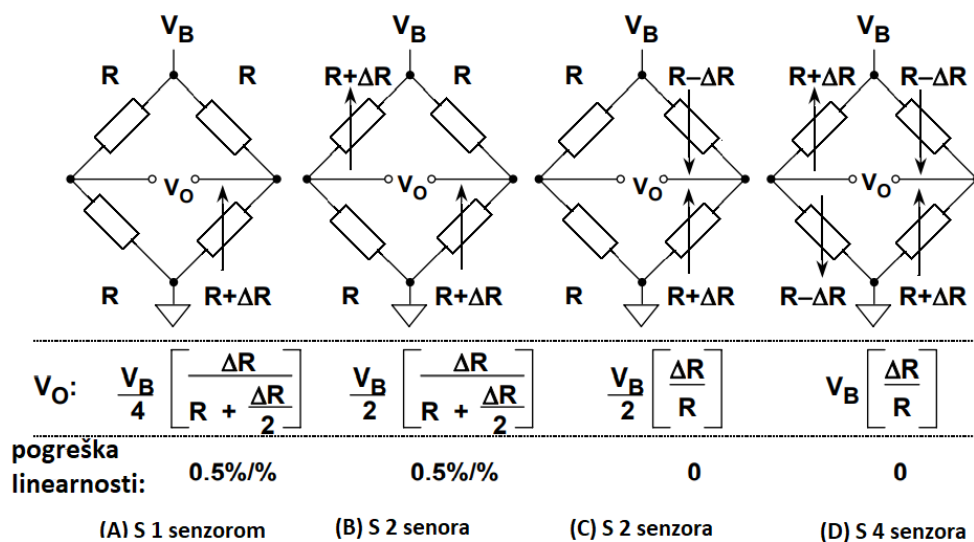 V_B V_B V_B V_B
R R R+ΔR R R R−ΔR R+ΔR R−ΔR
V_O V_O V_O V_O
R R+ΔR R R+ΔR R R+ΔR R−ΔR R+ΔR
V_O: V_B/4 [ΔR/(R + ΔR/2)] V_B/2 [ΔR/(R + ΔR/2)] V_B/2 [ΔR/R] V_B [ΔR/R]
pogreška
linearnosti: 0.5%/% 0.5%/% 0 0
(A) S 1 senzorom (B) S 2 senora (C) S 2 senzora (D) S 4 senzora